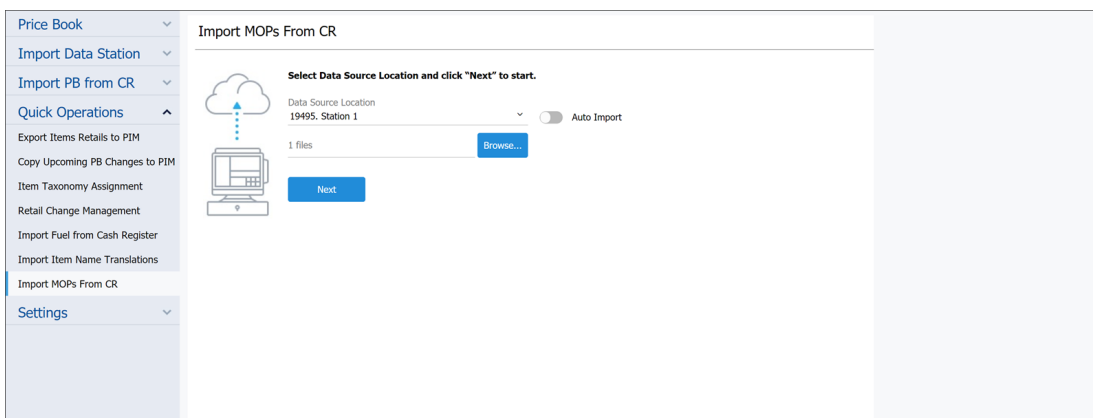 Price Book
Import Data Station
Import PB from CR
Quick Operations
Export Items Retails to PIM
Copy Upcoming PB Changes to PIM
Item Taxonomy Assignment
Retail Change Management
Import Fuel from Cash Register
Import Item Name Translations
Import MOPs From CR
Settings
Import MOPs From CR
Select Data Source Location and click “Next” to start.
Data Source Location
19495. Station 1
Auto Import
1 files
Browse...
Next